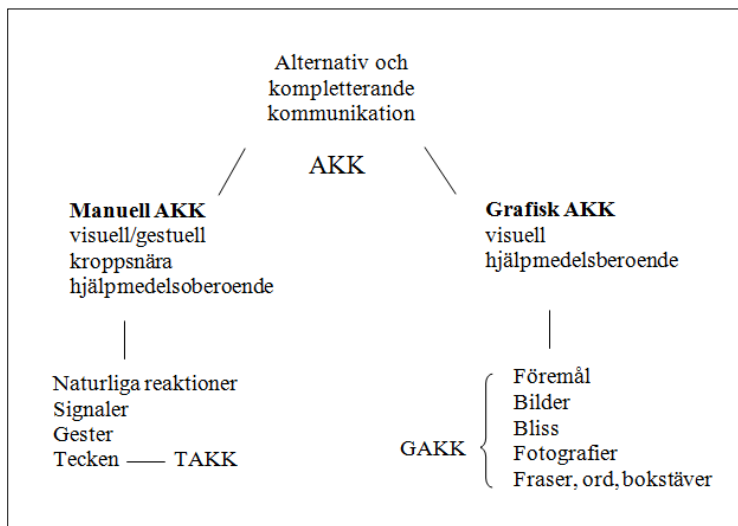 Alternativ och
kompletterande
kommunikation
AKK
Manuell AKK
visuell/gestuell
kroppsnära
hjälpmedelsoberoende
Grafisk AKK
visuell
hjälpmedelsberoende
Naturliga reaktioner
Signaler
Gester
Tecken TAKK
GAKK
Föremål
Bilder
Bliss
Fotografier
Fraser, ord, bokstäver